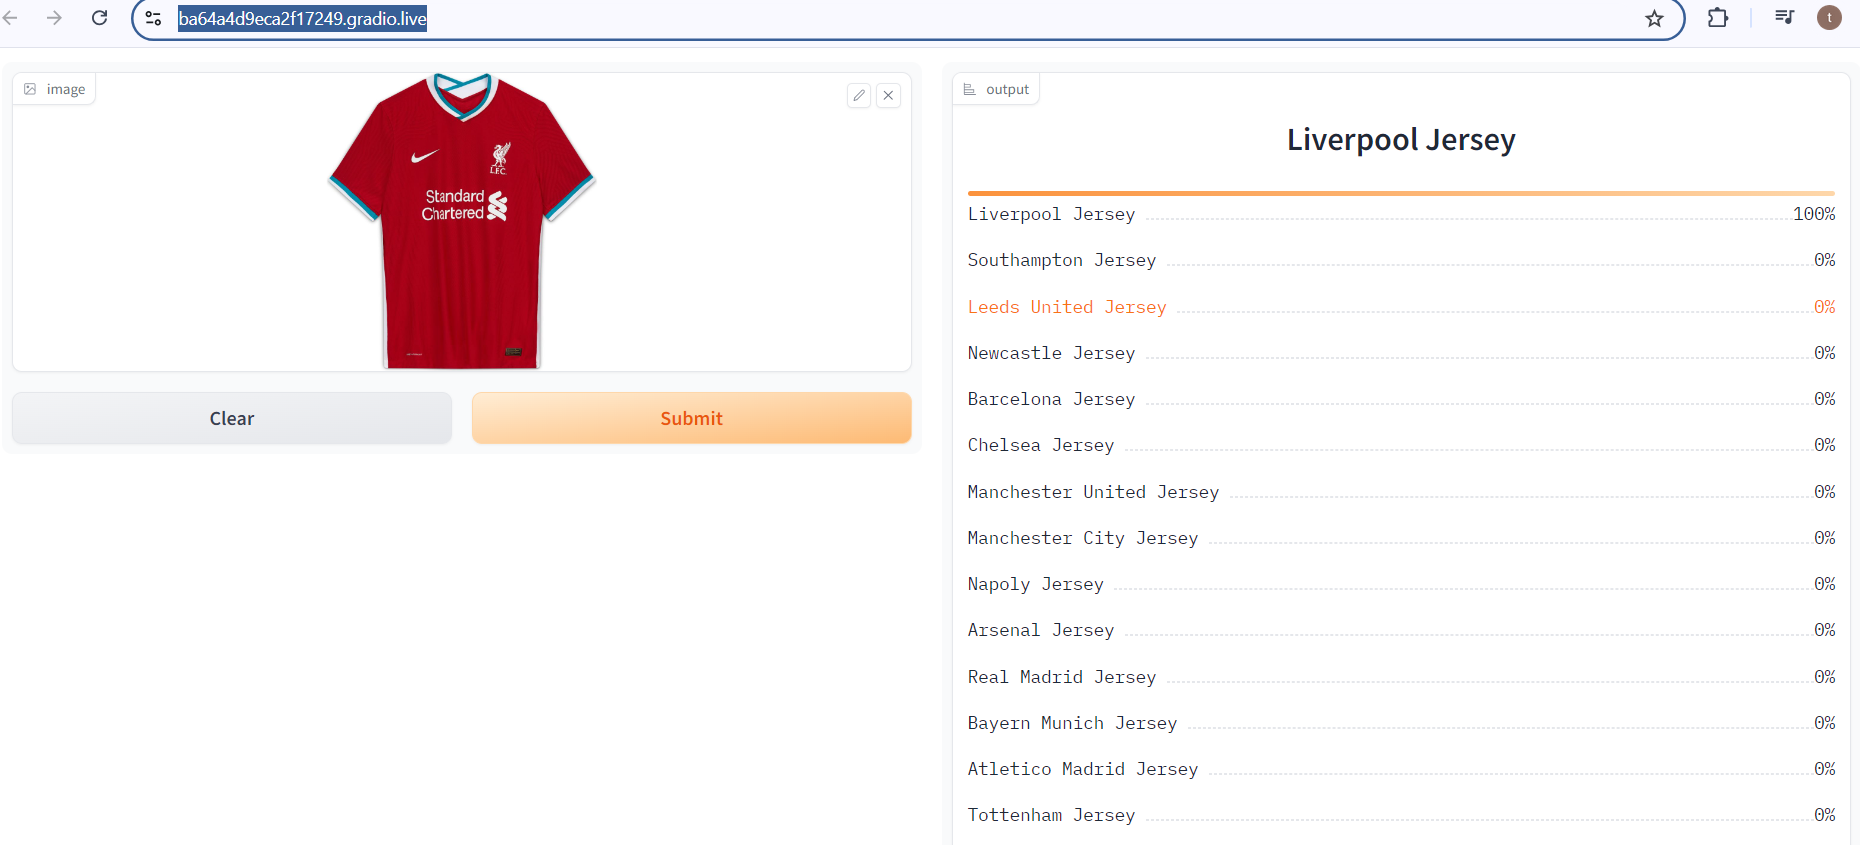 ba64a4d9eca2f17249.gradio.live
t
image
L.F.C.
Standard
Chartered
Clear
Submit
output
Liverpool Jersey
Liverpool Jersey 100%
Southampton Jersey 0%
Leeds United Jersey 0%
Newcastle Jersey 0%
Barcelona Jersey 0%
Chelsea Jersey 0%
Manchester United Jersey 0%
Manchester City Jersey 0%
Napoly Jersey 0%
Arsenal Jersey 0%
Real Madrid Jersey 0%
Bayern Munich Jersey 0%
Atletico Madrid Jersey 0%
Tottenham Jersey 0%